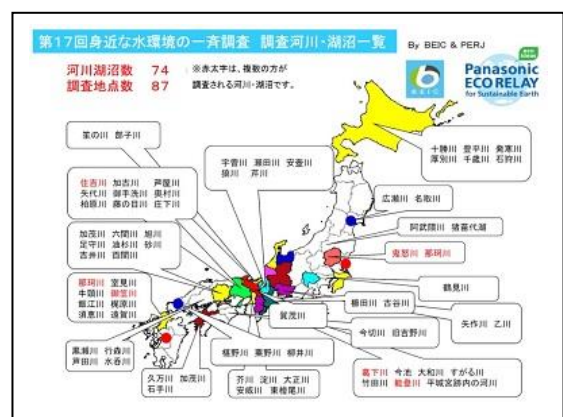 第17回身近な水環境の一斉調査 調査河川・湖沼一覧
By BEIC & PERJ
河川湖沼数 74
調査地点数 87
※赤太字は、複数の方が
調査される河川・湖沼です。
BEIC
Panasonic
ECO RELAY
for Sustainable Earth
笙の川 郎子川
宇曽川 瀬田川 安壷川
狼川 芹川
十勝川 登平川 発寒川
厚別川 千歳川 石狩川
住吉川 加古川 芦屋川
矢代川 御手洗川 奥村川
柏原川 藤の目川 庄下川
広瀬川 名取川
阿武隈川 猪苗代湖
加茂川 六間川 旭川
足守川 油杉川 砂川
吉井川 百間川
鬼怒川 那珂川
那珂川 室見川
牛頸川 御笠川
飯江川 梶原川
須恵川 遠賀川
鶴見川
櫛田川 古谷川
賀茂川
矢作川 乙川
今切川 旧吉野川
黒瀬川 行森川
芦田川 水呑川
椹野川 東野川 柳井川
久万川 加茂川
石手川
芥川 淀川 大正川
安威川 東檜尾川
葛下川 今池 大和川 すがる川
竹田川 能登川 平城宮跡内の河川